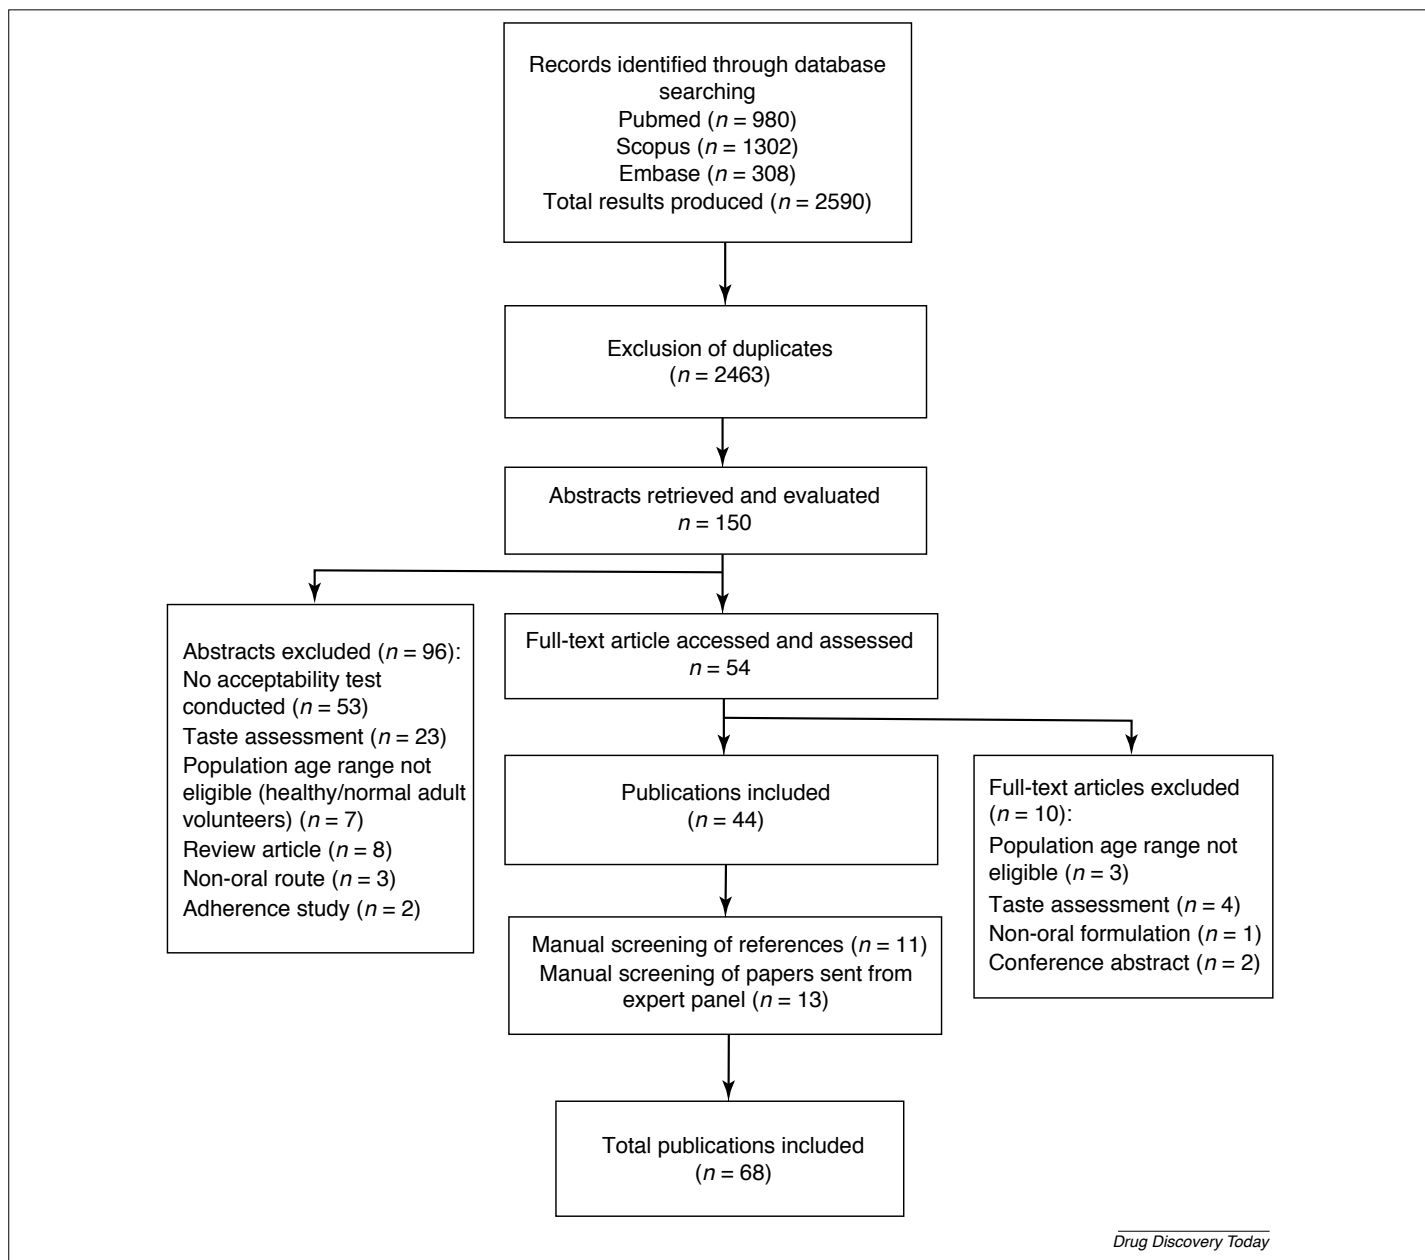 Records identified through database
searching
Pubmed (n = 980)
Scopus (n = 1302)
Embase (n = 308)
Total results produced (n = 2590)
Exclusion of duplicates
(n = 2463)
Abstracts retrieved and evaluated
n = 150
Abstracts excluded (n = 96):
No acceptability test
conducted (n = 53)
Taste assessment (n = 23)
Population age range not
eligible (healthy/normal adult
volunteers) (n = 7)
Review article (n = 8)
Non-oral route (n = 3)
Adherence study (n = 2)
Full-text article accessed and assessed
n = 54
Publications included
(n = 44)
Full-text articles excluded
(n = 10):
Population age range not
eligible (n = 3)
Taste assessment (n = 4)
Non-oral formulation (n = 1)
Conference abstract (n = 2)
Manual screening of references (n = 11)
Manual screening of papers sent from
expert panel (n = 13)
Total publications included
(n = 68)
Drug Discovery Today